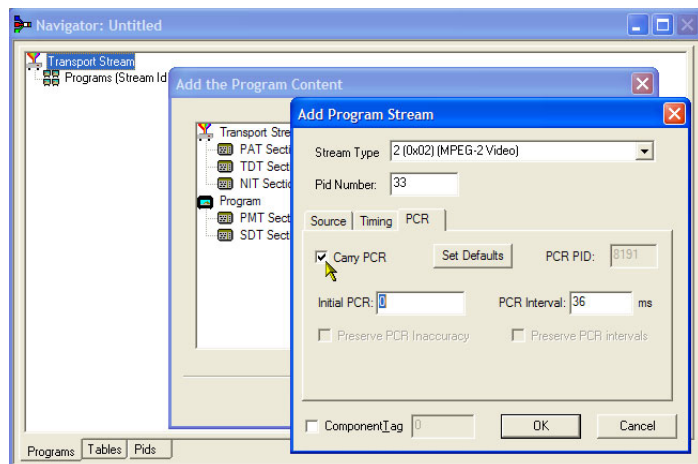 Navigator: Untitled
Transport Stream
Programs (Stream Id
Add the Program Content
Transport Stre
PAT Secti
TDT Sect
NIT Sectio
Program
PMT Sect
SDT Sect
Add Program Stream
Stream Type 2 (0x02) (MPEG-2 Video)
Pid Number: 33
Source Timing PCR
Carry PCR Set Defaults PCR PID: 8191
Initial PCR: 0 PCR Interval: 36 ms
Preserve PCR Inaccuracy Preserve PCR intervals
ComponentTag 0 OK Cancel
Programs Tables Pids